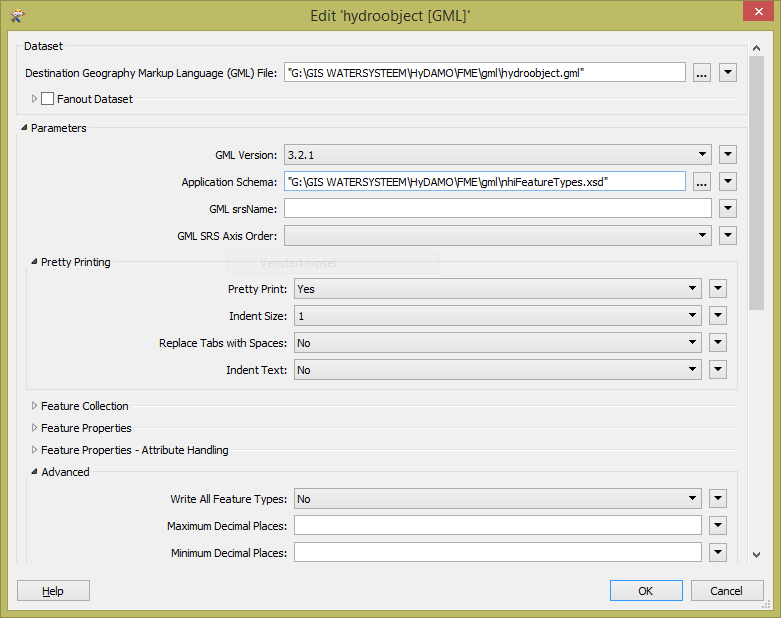 Edit 'hydroobject [GML]'
Dataset
Destination Geography Markup Language (GML) File: "G:\GIS WATERSYSTEEM\HyDAMO\FME\gml\hydroobject.gml" ...
Fanout Dataset
Parameters
GML Version: 3.2.1
Application Schema: "G:\GIS WATERSYSTEEM\HyDAMO\FME\gml\nhiFeatureTypes.xsd" ...
GML srsName:
GML SRS Axis Order:
Pretty Printing
Vensterknipsel
Pretty Print: Yes
Indent Size: 1
Replace Tabs with Spaces: No
Indent Text: No
Feature Collection
Feature Properties
Feature Properties - Attribute Handling
Advanced
Write All Feature Types: No
Maximum Decimal Places:
Minimum Decimal Places:
Help OK Cancel